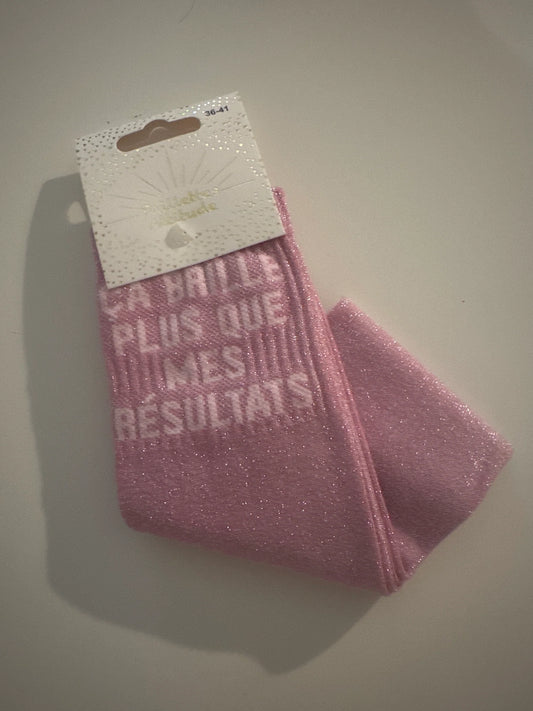 36-41
ÇA BRILLE
PLUS QUE
MES
RÉSULTATS